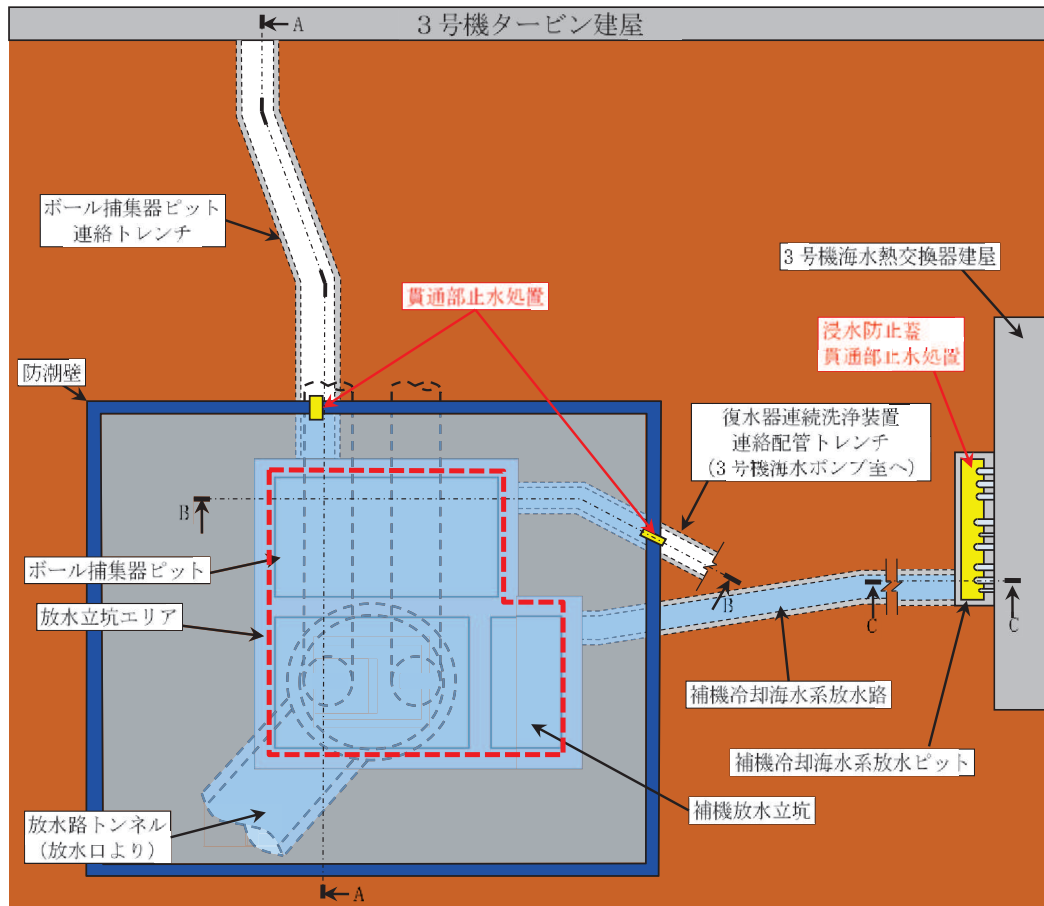 A
3号機タービン建屋
ボール捕集器ピット
連絡トレンチ
3号機海水熱交換器建屋
貫通部止水処置
浸水防止蓋
貫通部止水処置
防潮壁
復水器連続洗浄装置
連絡配管トレンチ
(3号機海水ポンプ室へ)
B
ボール捕集器ピット
放水立坑エリア
B
C
C
補機冷却海水系放水路
補機冷却海水系放水ピット
補機放水立坑
放水路トンネル
(放水口より)
A